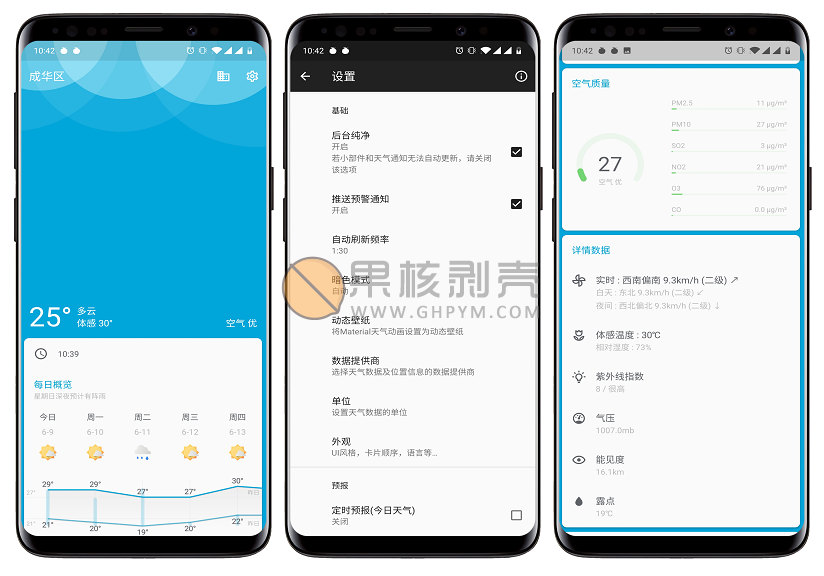 10:42
成华区
25°
多云
体感 30°
空气 优
10:39
每日概览
星期日深夜预计有阵雨
今日 周一 周二 周三 周四
6-9 6-10 6-11 6-12 6-13
29° 29° 27° 27° 30°
27° 昨日
21° 20° 19° 20° 22°
21° 昨日
10:42
设置
基础
后台纯净
开启
若小部件和天气通知无法自动更新，请关闭
该选项
推送预警通知
开启
自动刷新频率
1:30
暗色模式
自动
动态壁纸
将Material天气动画设置为动态壁纸
数据提供商
选择天气数据及位置信息的数据提供商
单位
设置天气数据的单位
外观
UI风格，卡片顺序，语言等...
预报
定时预报(今日天气)
关闭
果核剥壳
WWW.GHPYM.COM
10:42
空气质量
27
空气 优
PM2.5 11 μg/m³
PM10 27 μg/m³
SO2 3 μg/m³
NO2 21 μg/m³
O3 76 μg/m³
CO 0.0 μg/m³
详情数据
实时 : 西南偏南 9.3km/h (二级) ↗
白天 : 东北 9.3km/h (二级) ↙
夜间 : 西北偏北 9.3km/h (二级) ↓
体感温度 : 30°C
相对湿度 : 73%
紫外线指数
8 / 很高
气压
1007.0mb
能见度
16.1km
露点
19°C